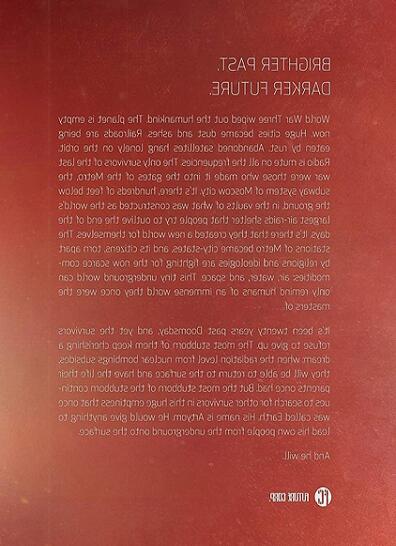 BRIGHTER PAST.
DARKER FUTURE.
World War Three wiped out the humankind. The planet is empty
now. Huge cities became dust and ashes. Railroads are being
eaten by rust. Abandoned satellites hang lonely on the orbit.
Radio is mute on all the frequencies. The only survivors of the last
war were those who made it into the gates of the Metro, the
subway system of Moscow city. It's there, hundreds of feet below
the ground, in the vaults of what was constructed as the world's
largest air-raids shelter that people try to outlive the end of the
days. It's there that they created a new world for themselves. The
stations of Metro became city-states, and its citizens, torn apart
by religions and ideologies are fighting for the now scarce com-
modities: air, water, and space. This tiny underground world can
only remind humans of an immense world they once were the
masters of.
It's been twenty years past Doomsday, and yet the survivors
refuse to give up. The most stubborn of them keep cherishing a
dream: when the radiation level from nuclear bombings subsides,
they will be able to return to the surface and have the life their
parents once had. But the most stubborn of the stubborn contin-
ues to search for other survivors in this huge emptiness that once
was called Earth. His name is Artyom. He would give anything to
lead his own people from the underground onto the surface.
And he will.
FC FUTURE CORP.